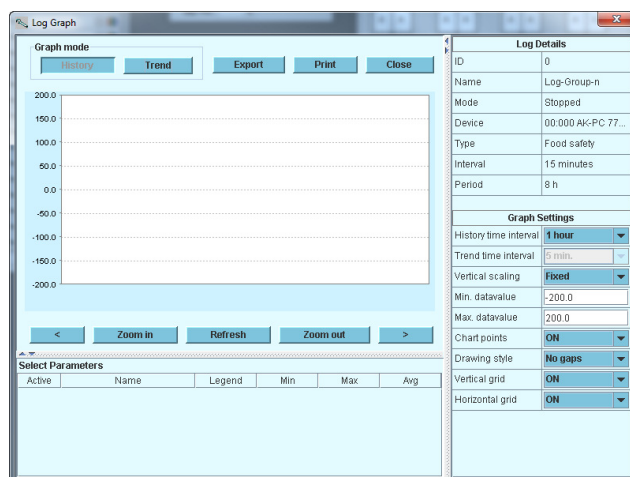 Log Graph
Graph mode
History Trend Export Print Close
200.0
150.0
100.0
50.0
0.0
-50.0
-100.0
-150.0
-200.0
< Zoom in Refresh Zoom out >
Select Parameters
Active Name Legend Min Max Avg
Log Details
ID 0
Name Log-Group-n
Mode Stopped
Device 00:000 AK-PC 77...
Type Food safety
Interval 15 minutes
Period 8 h
Graph Settings
History time interval 1 hour
Trend time interval 5 min.
Vertical scaling Fixed
Min. datavalue -200.0
Max. datavalue 200.0
Chart points ON
Drawing style No gaps
Vertical grid ON
Horizontal grid ON